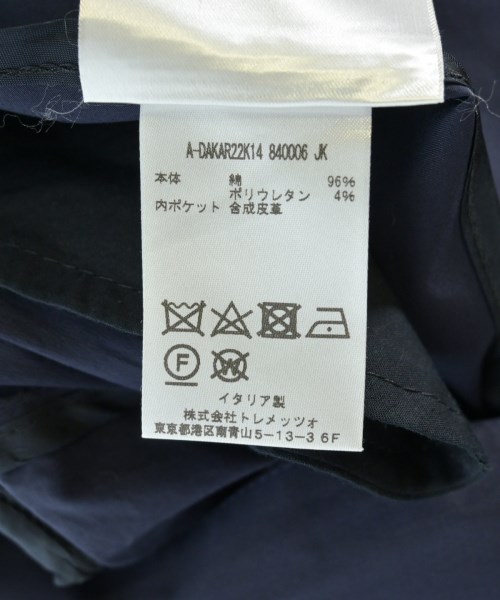 A-DAKAR22K14 840006 JK
本体 綿 96%
ポリウレタン 4%
内ポケット 合成皮革
F W
イタリア製
株式会社トレメッツォ
東京都港区南青山5-13-3 6F